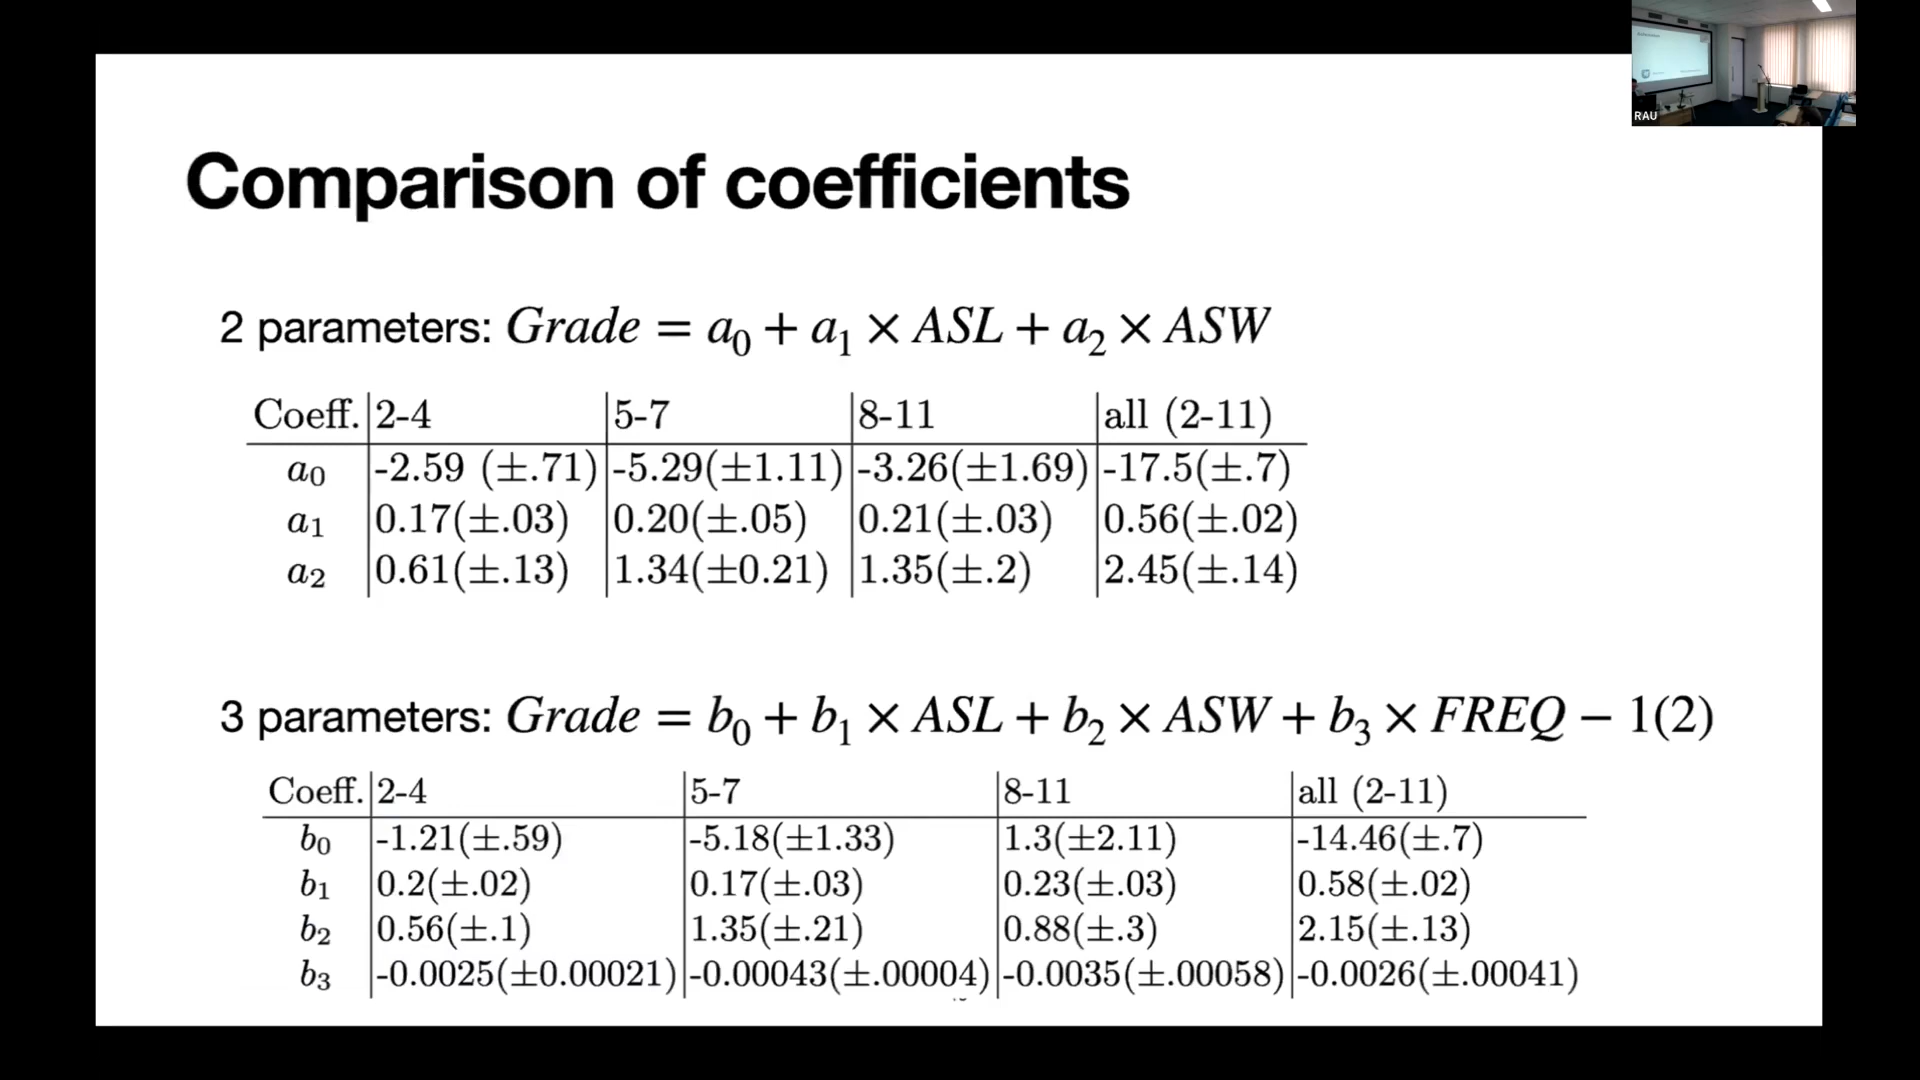 RAU
Comparison of coefficients
2 parameters: Grade = a0 + a1 × ASL + a2 × ASW
Coeff. 2-4 5-7 8-11 all (2-11)
a0 -2.59 (±.71) -5.29(±1.11) -3.26(±1.69) -17.5(±.7)
a1 0.17(±.03) 0.20(±.05) 0.21(±.03) 0.56(±.02)
a2 0.61(±.13) 1.34(±0.21) 1.35(±.2) 2.45(±.14)
3 parameters: Grade = b0 + b1 × ASL + b2 × ASW + b3 × FREQ − 1(2)
Coeff. 2-4 5-7 8-11 all (2-11)
b0 -1.21(±.59) -5.18(±1.33) 1.3(±2.11) -14.46(±.7)
b1 0.2(±.02) 0.17(±.03) 0.23(±.03) 0.58(±.02)
b2 0.56(±.1) 1.35(±.21) 0.88(±.3) 2.15(±.13)
b3 -0.0025(±0.00021) -0.00043(±.00004) -0.0035(±.00058) -0.0026(±.00041)